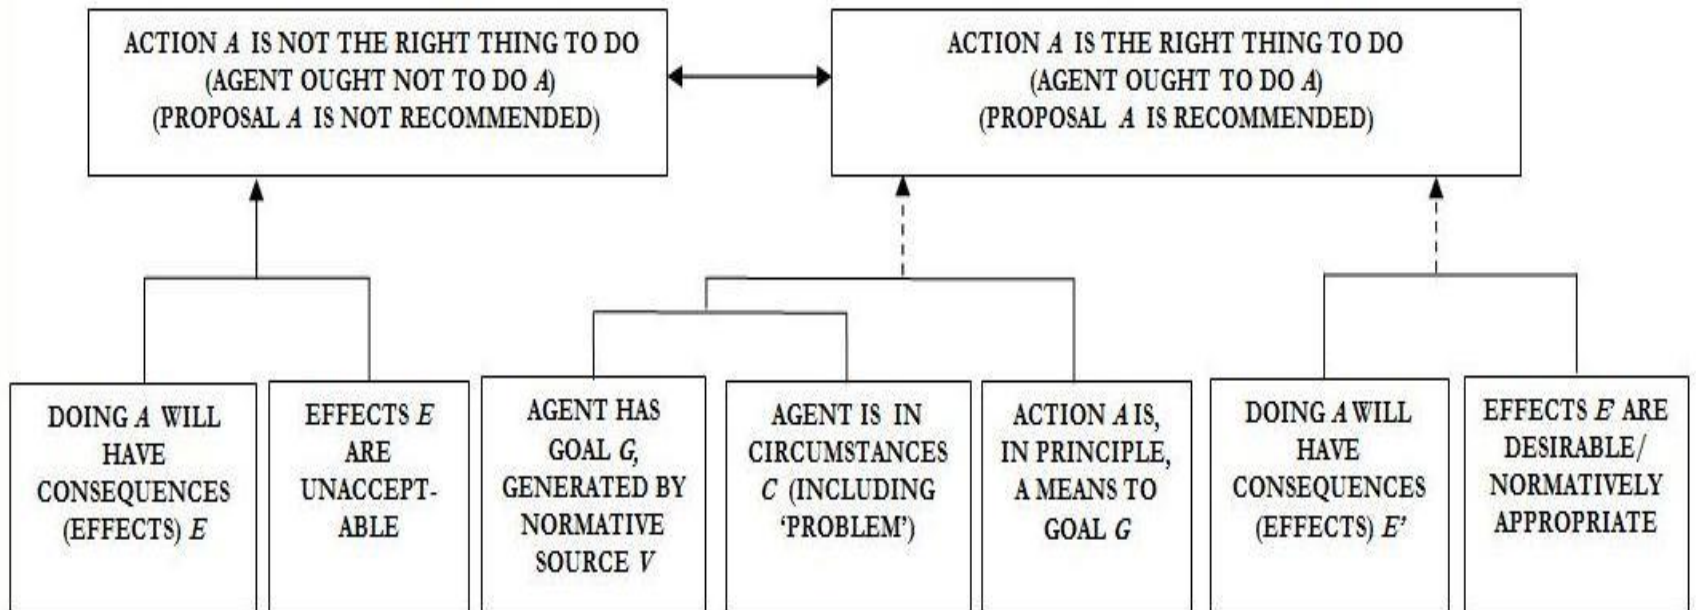 ACTION A IS NOT THE RIGHT THING TO DO
(AGENT OUGHT NOT TO DO A)
(PROPOSAL A IS NOT RECOMMENDED)
ACTION A IS THE RIGHT THING TO DO
(AGENT OUGHT TO DO A)
(PROPOSAL A IS RECOMMENDED)
DOING A WILL
HAVE
CONSEQUENCES
(EFFECTS) E
EFFECTS E
ARE
UNACCEPT-
ABLE
AGENT HAS
GOAL G,
GENERATED BY
NORMATIVE
SOURCE V
AGENT IS IN
CIRCUMSTANCES
C (INCLUDING
‘PROBLEM’)
ACTION A IS,
IN PRINCIPLE,
A MEANS TO
GOAL G
DOING A WILL
HAVE
CONSEQUENCES
(EFFECTS) E’
EFFECTS E’ ARE
DESIRABLE/
NORMATIVELY
APPROPRIATE